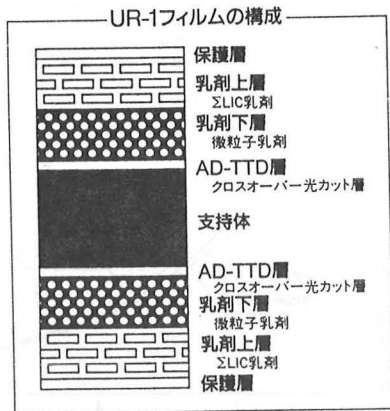 UR-1フィルムの構成
保護層
乳剤上層
ΣLIC乳剤
乳剤下層
微粒子乳剤
AD-TTD層
クロスオーバー光カット層
支持体
AD-TTD層
クロスオーバー光カット層
乳剤下層
微粒子乳剤
乳剤上層
ΣLIC乳剤
保護層